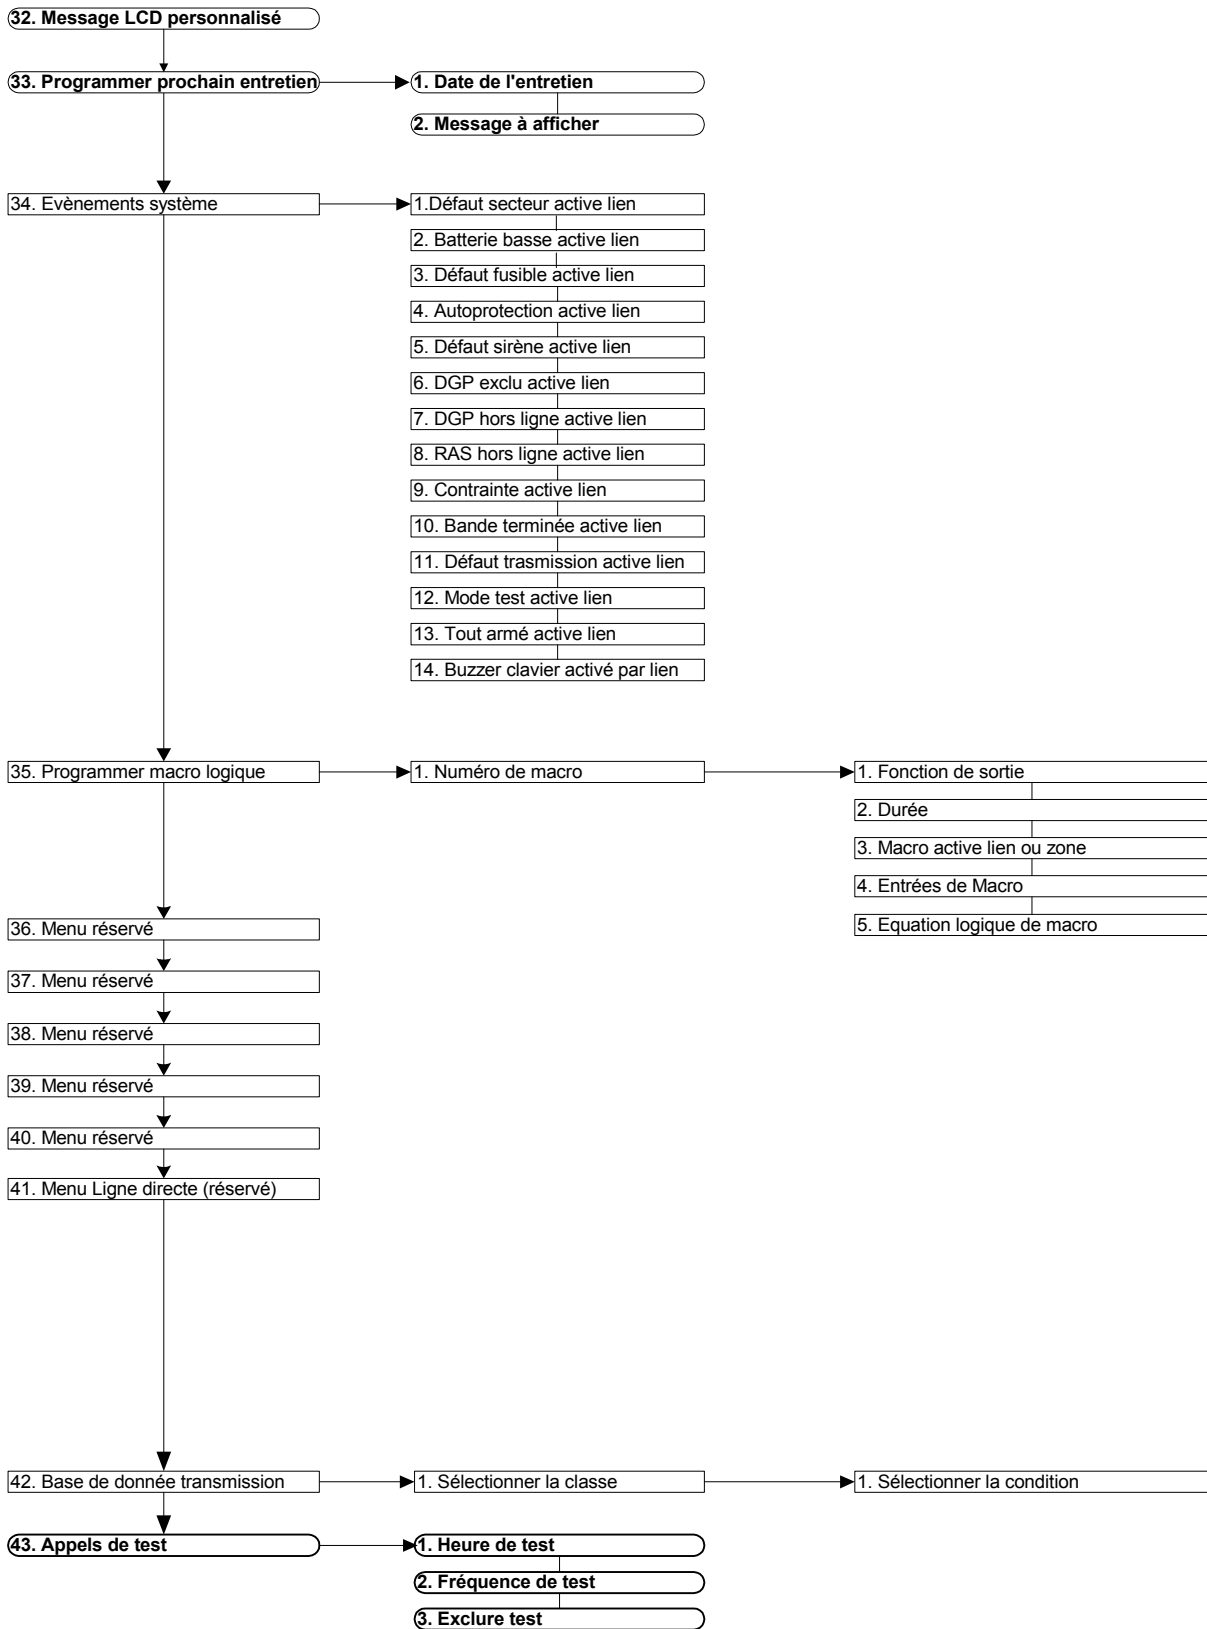 32. Message LCD personnalisé
33. Programmer prochain entretien
1. Date de l'entretien
2. Message à afficher
34. Evènements système
1.Défaut secteur active lien
2. Batterie basse active lien
3. Défaut fusible active lien
4. Autoprotection active lien
5. Défaut sirène active lien
6. DGP exclu active lien
7. DGP hors ligne active lien
8. RAS hors ligne active lien
9. Contrainte active lien
10. Bande terminée active lien
11. Défaut trasmission active lien
12. Mode test active lien
13. Tout armé active lien
14. Buzzer clavier activé par lien
35. Programmer macro logique
1. Numéro de macro
1. Fonction de sortie
2. Durée
3. Macro active lien ou zone
4. Entrées de Macro
5. Equation logique de macro
36. Menu réservé
37. Menu réservé
38. Menu réservé
39. Menu réservé
40. Menu réservé
41. Menu Ligne directe (réservé)
42. Base de donnée transmission
1. Sélectionner la classe
1. Sélectionner la condition
43. Appels de test
1. Heure de test
2. Fréquence de test
3. Exclure test